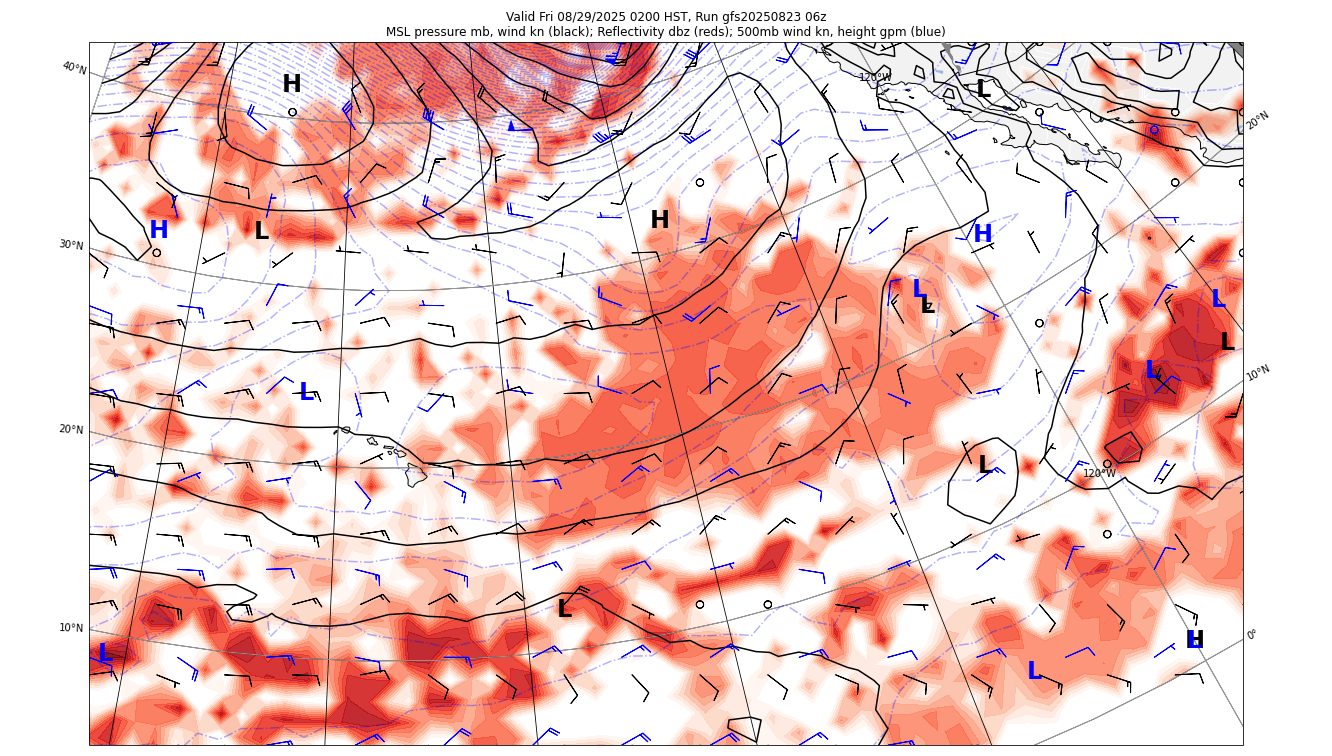 Valid Fri 08/29/2025 0200 HST, Run gfs20250823 06z
MSL pressure mb, wind kn (black); Reflectivity dbz (reds); 500mb wind kn, height gpm (blue)
40°N
120°W
H
L
20°N
H
L
H
H
30°N
L
L
L
L
10°N
L
L
20°N
L
120°W
10°N
L
0°
H
L
L